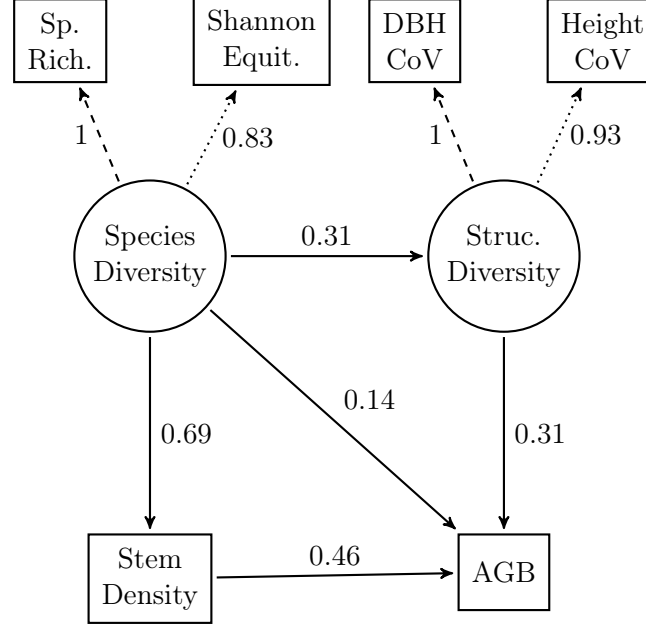 Sp.
Rich.
Shannon
Equit.
DBH
CoV
Height
CoV
1
0.83
1
0.93
Species
Diversity
0.31
Struc.
Diversity
0.69
0.14
0.31
Stem
Density
0.46
AGB